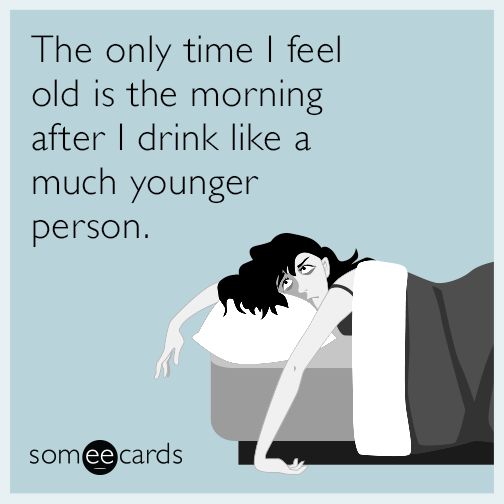 The only time I feel
old is the morning
after I drink like a
much younger
person.
someecards